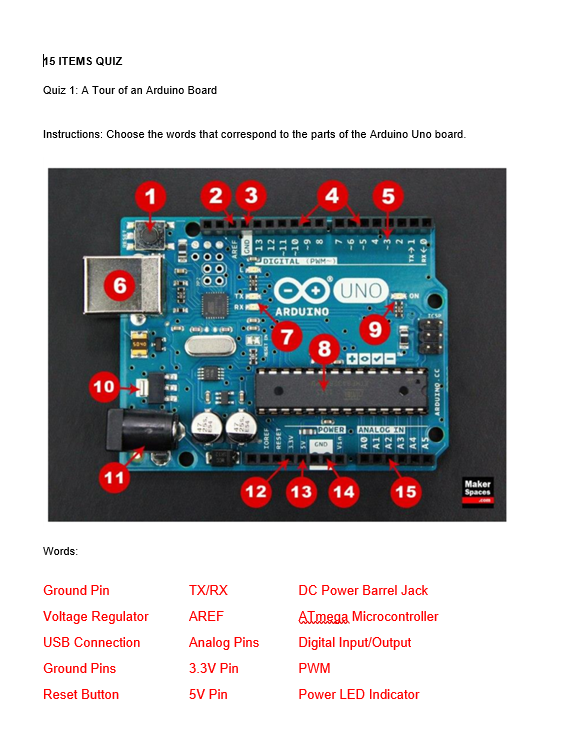 15 ITEMS QUIZ
Quiz 1: A Tour of an Arduino Board
Instructions: Choose the words that correspond to the parts of the Arduino Uno board.
1 2 3 4 5
RESET
AREF GND 13 12 ~11 ~10 ~9 8 7 ~6 ~5 4 ~3 2 TX→1 RX←0
DIGITAL (PWM~)
L
6
TX
RX
UNO
ON
ARDUINO
ICSP
7 9
8
10
ARDUINO.CC
11
47 25V
47 25V
IOREF RESET 3.3V 5V GND Vin A0 A1 A2 A3 A4 A5
POWER ANALOG IN
12 13 14 15
Maker
Spaces
.com
Words:
Ground Pin TX/RX DC Power Barrel Jack
Voltage Regulator AREF ATmega Microcontroller
USB Connection Analog Pins Digital Input/Output
Ground Pins 3.3V Pin PWM
Reset Button 5V Pin Power LED Indicator